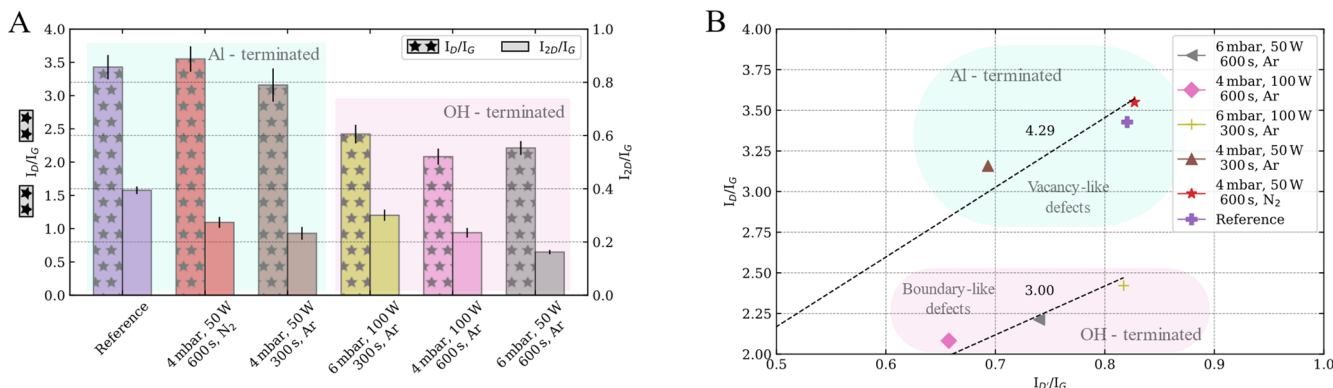 A
4.0
3.5
3.0
2.5
2.0
1.5
1.0
0.5
0.0
I_D/I_G
1.0
0.8
0.6
0.4
0.2
0.0
I_2D/I_G
Al - terminated
OH - terminated
I_D/I_G
I_2D/I_G
Reference
4 mbar, 50 W
600 s, N₂
4 mbar, 50 W
300 s, Ar
6 mbar, 100 W
300 s, Ar
4 mbar, 100 W
600 s, Ar
6 mbar, 50 W
600 s, Ar
B
4.00
3.75
3.50
3.25
3.00
2.75
2.50
2.25
2.00
I_D/I_G
Al - terminated
4.29
Vacancy-like
defects
Boundary-like
defects
3.00
OH - terminated
6 mbar, 50 W
600 s, Ar
4 mbar, 100 W
600 s, Ar
6 mbar, 100 W
300 s, Ar
4 mbar, 50 W
300 s, Ar
4 mbar, 50 W
600 s, N₂
Reference
0.5
0.6
0.7
0.8
0.9
1.0
I_D'/I_G